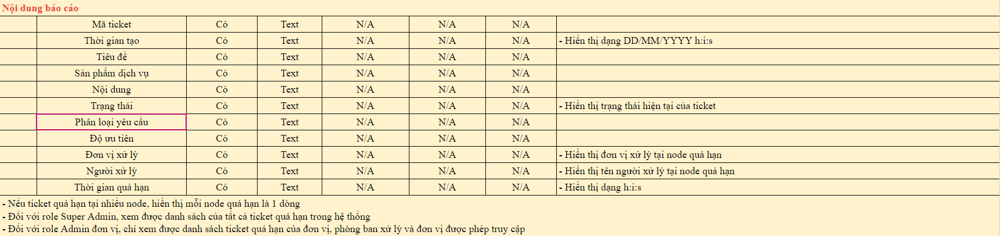 Nội dung báo cáo
Mã ticket Có Text N/A N/A N/A
Thời gian tạo Có Text N/A N/A N/A - Hiển thị dạng DD/MM/YYYY h:i:s
Tiêu đề Có Text N/A N/A N/A
Sản phẩm dịch vụ Có Text N/A N/A N/A
Nội dung Có Text N/A N/A N/A
Trạng thái Có Text N/A N/A N/A - Hiển thị trạng thái hiện tại của ticket
Phân loại yêu cầu Có Text N/A N/A N/A
Độ ưu tiên Có Text N/A N/A N/A
Đơn vị xử lý Có Text N/A N/A N/A - Hiển thị đơn vị xử lý tại node quá hạn
Người xử lý Có Text N/A N/A N/A - Hiển thị tên người xử lý tại node quá hạn
Thời gian quá hạn Có Text N/A N/A N/A - Hiển thị dạng h:i:s
- Nếu ticket quá hạn tại nhiều node, hiển thị mỗi node quá hạn là 1 dòng
- Đối với role Super Admin, xem được danh sách của tất cả ticket quá hạn trong hệ thống
- Đối với role Admin đơn vị, chỉ xem được danh sách ticket quá hạn của đơn vị, phòng ban xử lý và đơn vị được phép truy cập